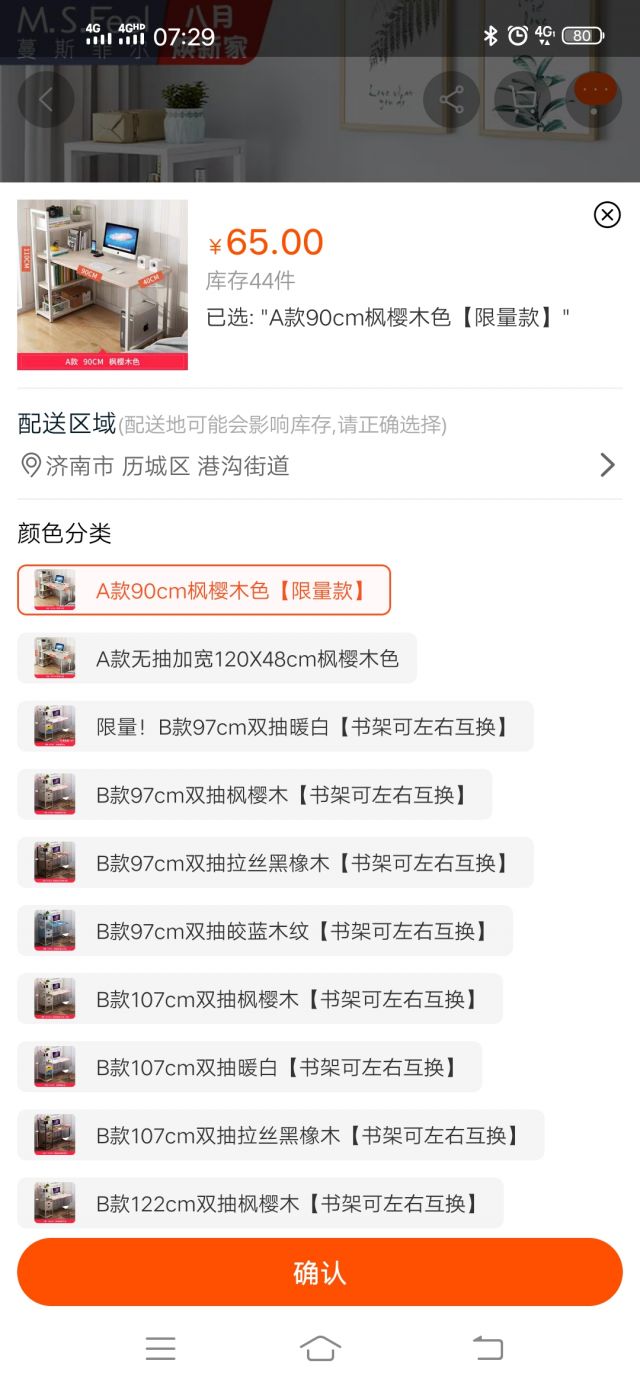 M.S.Feel
八月
蔓斯菲尔
焕新家
4G 4GHD 07:29
4G 80
Love what
you do
110CM
90CM
40CM
A款 90CM 枫樱木色
¥65.00
库存44件
已选: "A款90cm枫樱木色【限量款】"
配送区域(配送地可能会影响库存,请正确选择)
济南市 历城区 港沟街道
颜色分类
A款90cm枫樱木色【限量款】
A款无抽加宽120X48cm枫樱木色
限量！B款97cm双抽暖白【书架可左右互换】
B款97cm双抽枫樱木【书架可左右互换】
B款97cm双抽拉丝黑橡木【书架可左右互换】
B款97cm双抽皎蓝木纹【书架可左右互换】
B款107cm双抽枫樱木【书架可左右互换】
B款107cm双抽暖白【书架可左右互换】
B款107cm双抽拉丝黑橡木【书架可左右互换】
B款122cm双抽枫樱木【书架可左右互换】
确认